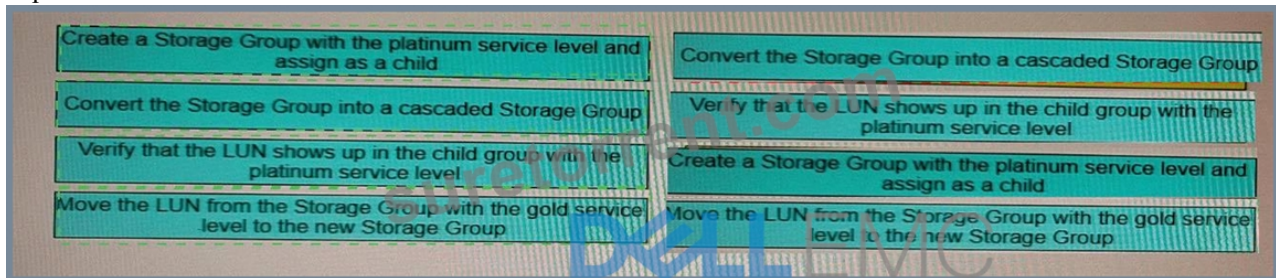 Create a Storage Group with the platinum service level and
assign as a child
Convert the Storage Group into a cascaded Storage Group
Verify that the LUN shows up in the child group with the
platinum service level
Move the LUN from the Storage Group with the gold service
level to the new Storage Group
Convert the Storage Group into a cascaded Storage Group
Verify that the LUN shows up in the child group with the
platinum service level
Create a Storage Group with the platinum service level and
assign as a child
Move the LUN from the Storage Group with the gold service
level to the new Storage Group
suretorrent.com
DELL EMC